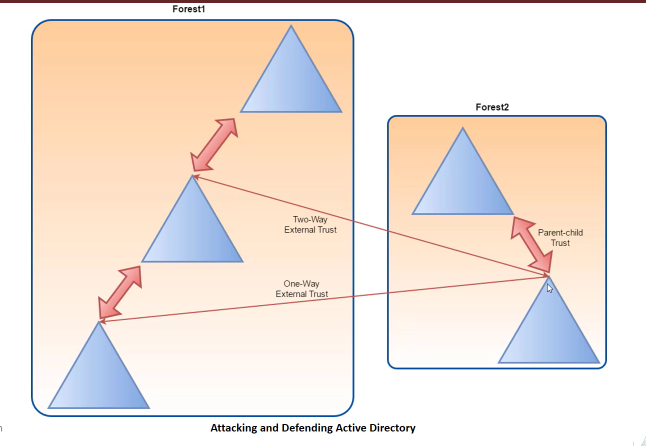 Forest1
Forest2
Two-Way
External Trust
Parent-child
Trust
One-Way
External Trust
Attacking and Defending Active Directory